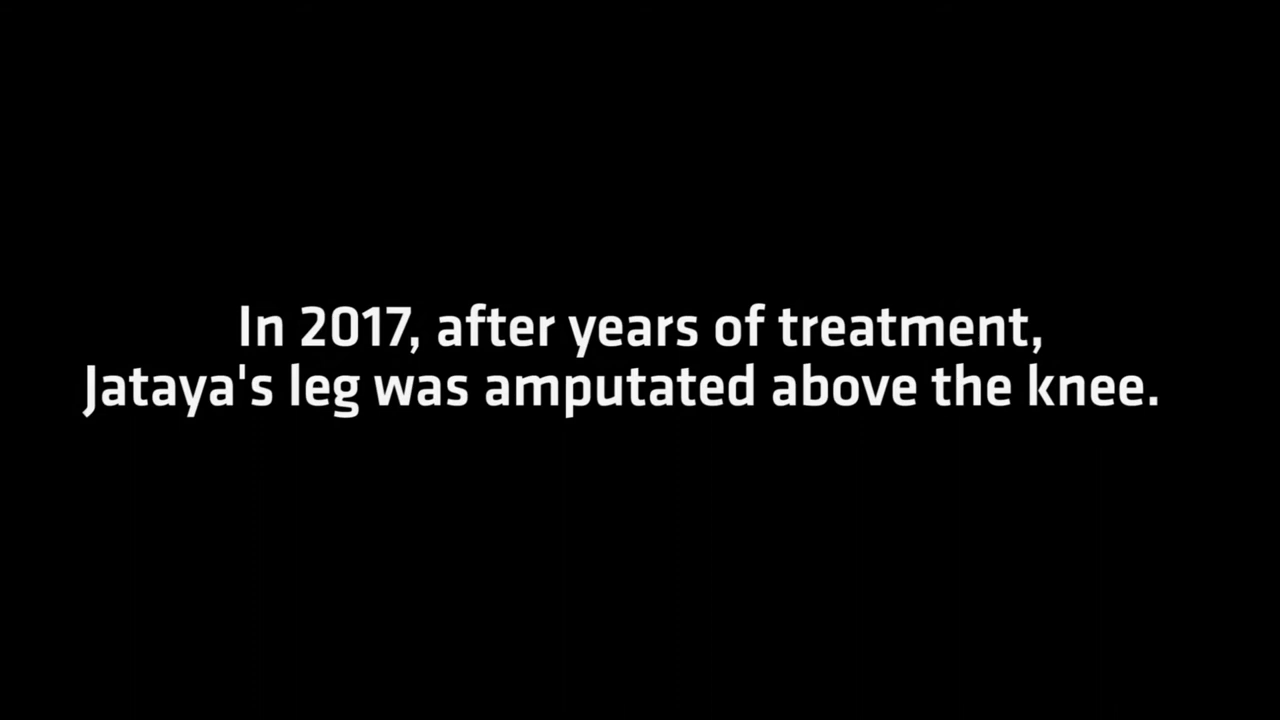 In 2017, after years of treatment,
Jataya's leg was amputated above the knee.